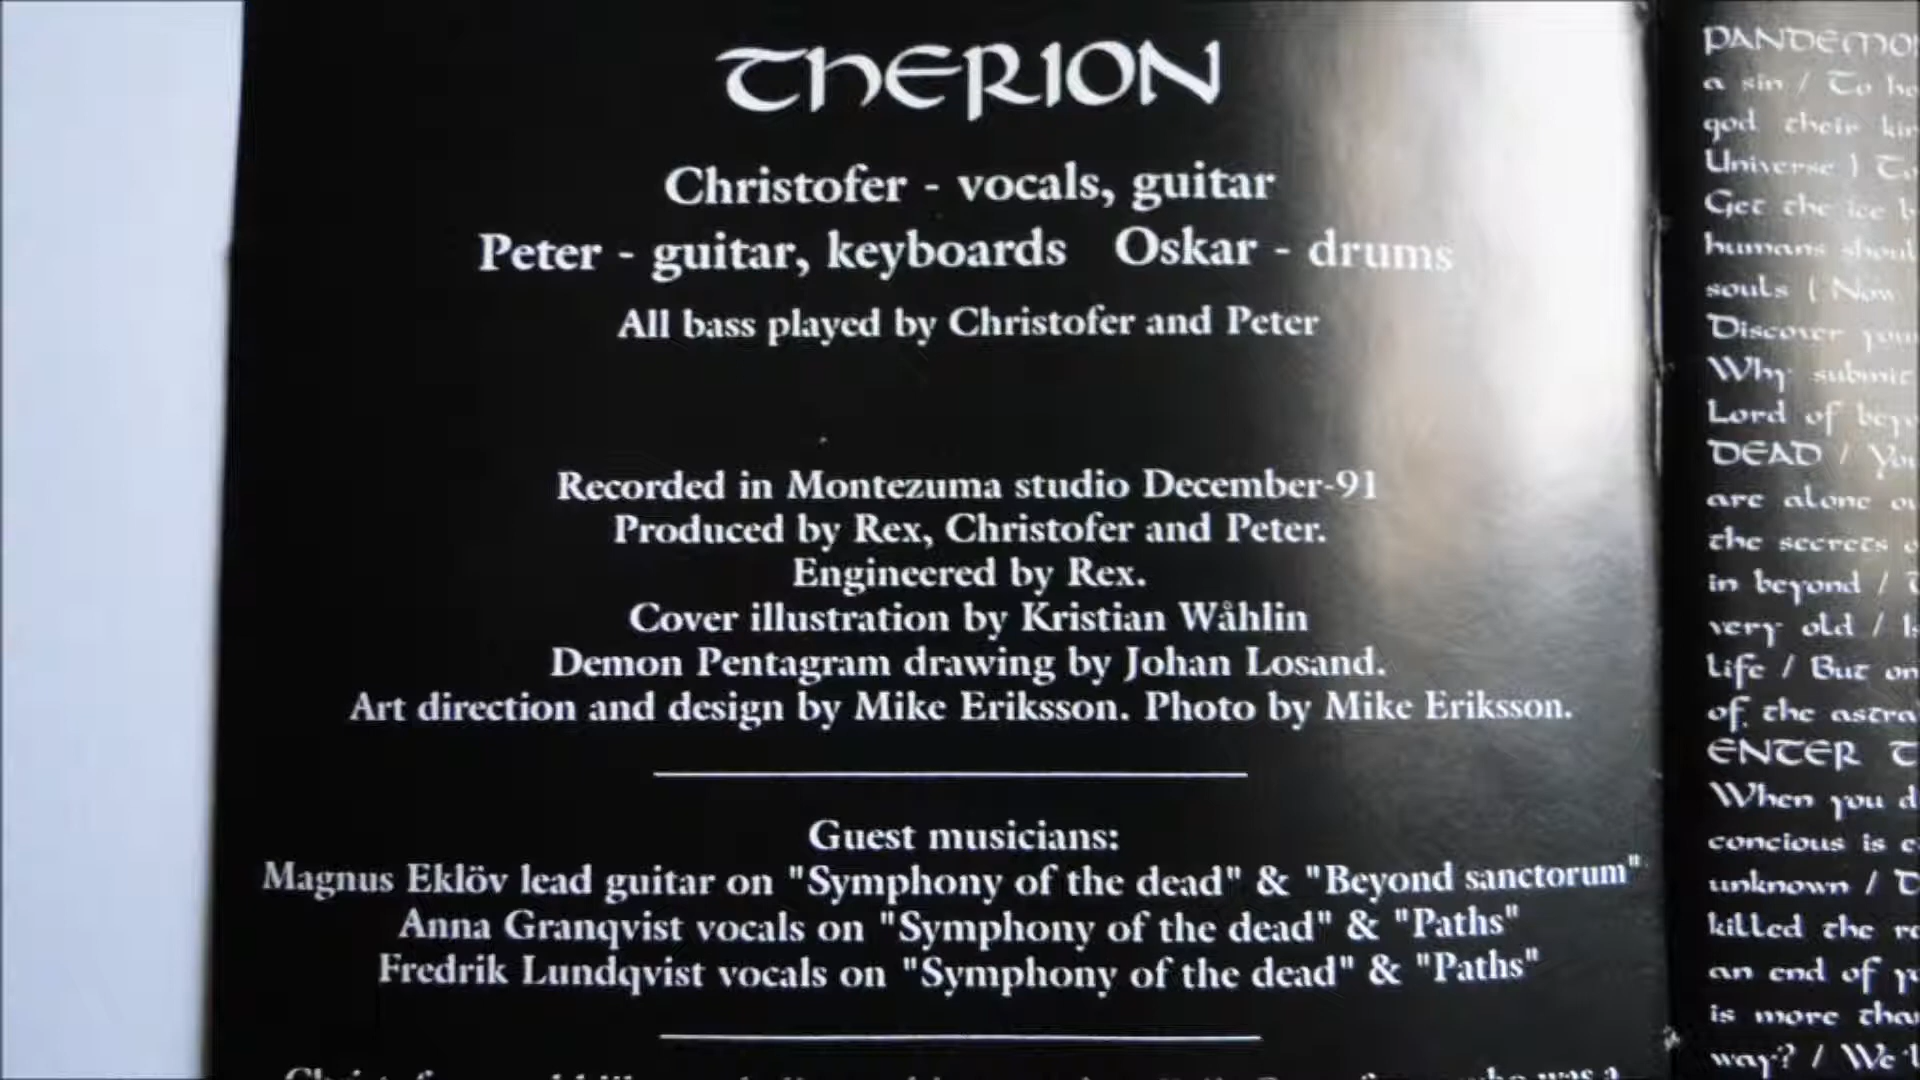 THERION
Christofer - vocals, guitar
Peter - guitar, keyboards Oskar - drums
All bass played by Christofer and Peter
Recorded in Montezuma studio December-91
Produced by Rex, Christofer and Peter.
Engineered by Rex.
Cover illustration by Kristian Wåhlin
Demon Pentagram drawing by Johan Losand.
Art direction and design by Mike Eriksson. Photo by Mike Eriksson.
Guest musicians:
Magnus Eklöv lead guitar on "Symphony of the dead" & "Beyond sanctorum"
Anna Granqvist vocals on "Symphony of the dead" & "Paths"
Fredrik Lundqvist vocals on "Symphony of the dead" & "Paths"
a sin / To
god their
Universe |
Get the ice
humans
souls ( Now
Discover
Why submit
Lord of
DEAD /
are alone
the secrets
in beyond /
very old /
life / But
of the
ENTER
When you
concious is
unknown /
killed the
an end of
is more
way? / We